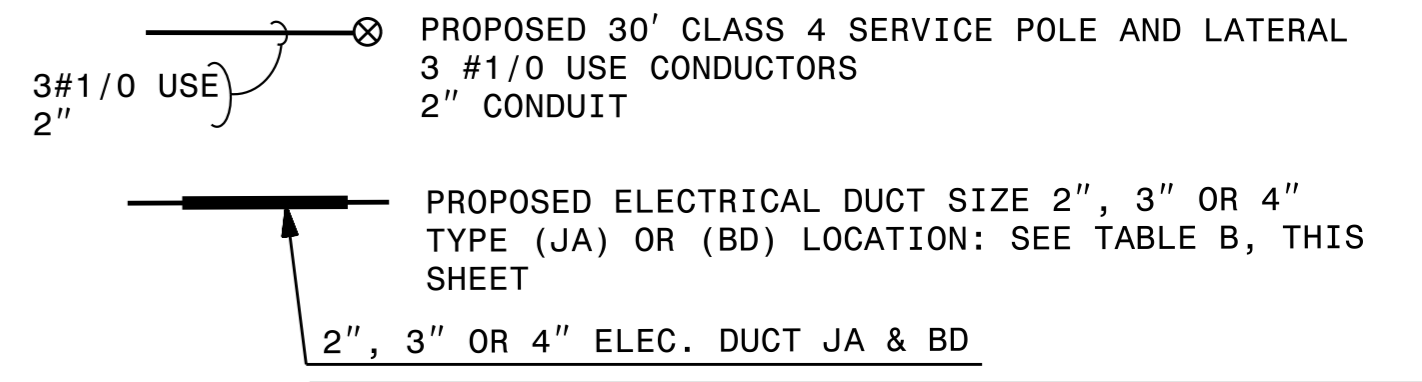 PROPOSED 30' CLASS 4 SERVICE POLE AND LATERAL
3 #1/0 USE CONDUCTORS
2" CONDUIT
3#1/0 USE
2"
PROPOSED ELECTRICAL DUCT SIZE 2", 3" OR 4"
TYPE (JA) OR (BD) LOCATION: SEE TABLE B, THIS
SHEET
2", 3" OR 4" ELEC. DUCT JA & BD